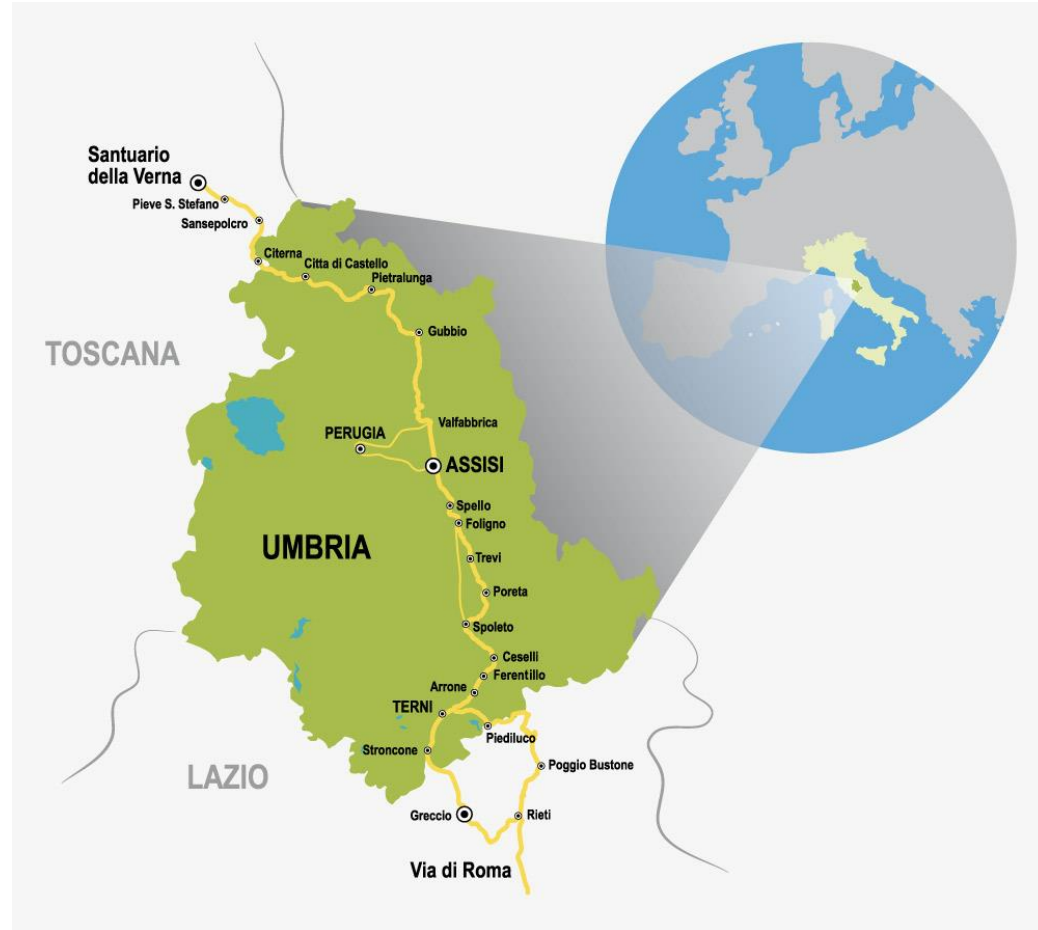 Santuario
della Verna
Pieve S. Stefano
Sansepolcro
Citerna
Citta di Castello
Pietralunga
Gubbio
TOSCANA
Valfabbrica
PERUGIA
ASSISI
Spello
Foligno
UMBRIA
Trevi
Poreta
Spoleto
Ceselli
Ferentillo
Arrone
TERNI
Piediluco
Stroncone
Poggio Bustone
LAZIO
Greccio
Rieti
Via di Roma